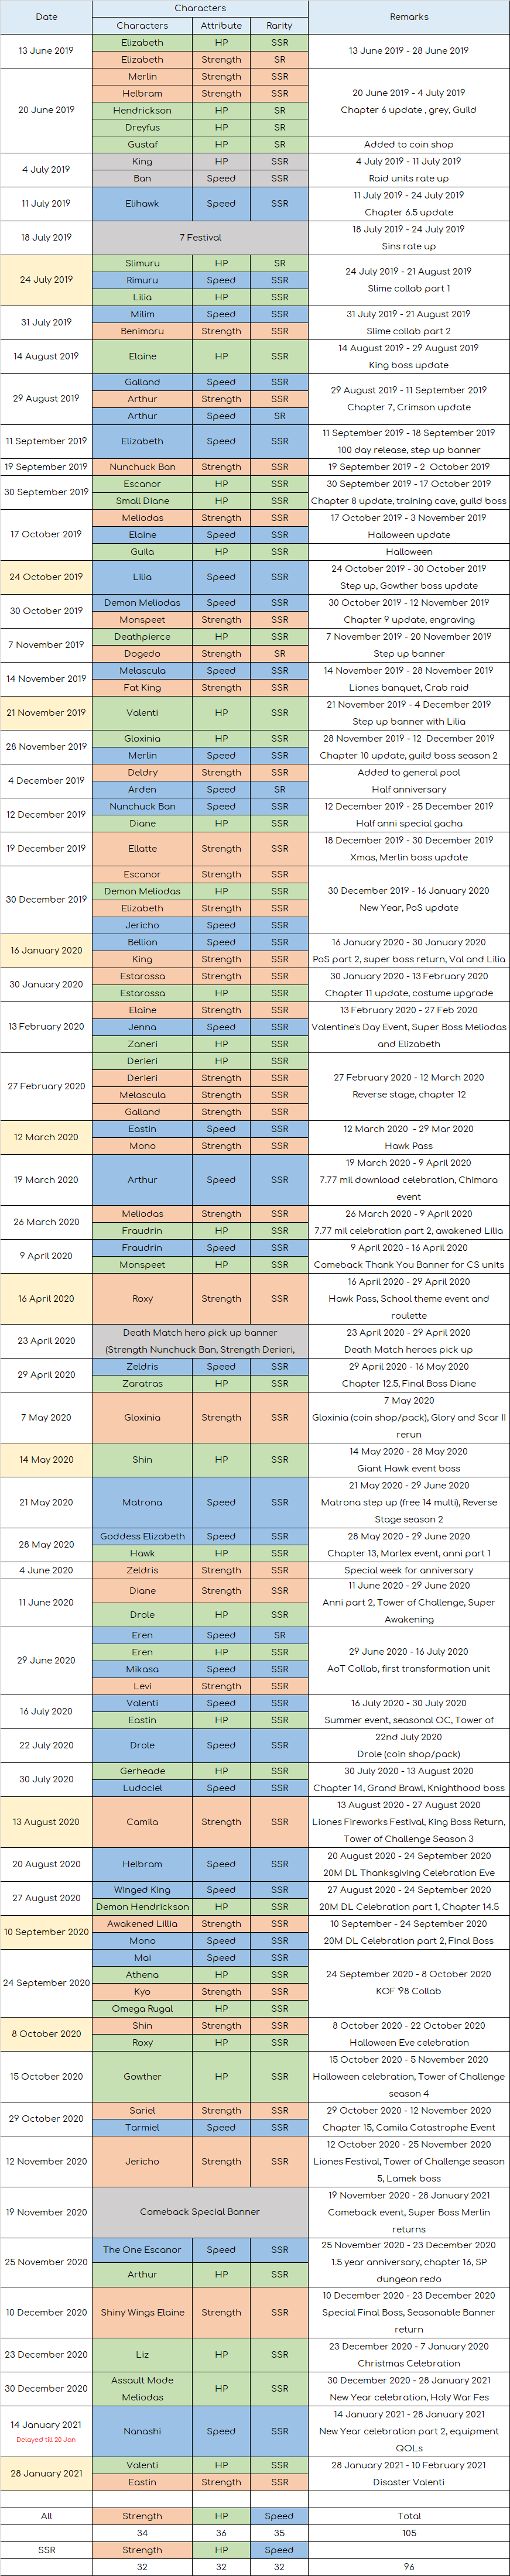 Date Characters Remarks
Characters Attribute Rarity
13 June 2019 Elizabeth HP SSR 13 June 2019 - 28 June 2019
Elizabeth Strength SR
20 June 2019 Merlin Strength SSR 20 June 2019 - 4 July 2019
Helbram Strength SSR Chapter 6 update , grey, Guild
Hendrickson HP SR
Dreyfus HP SR
Gustaf HP SR Added to coin shop
4 July 2019 King HP SSR 4 July 2019 - 11 July 2019
Ban Speed SSR Raid units rate up
11 July 2019 Elihawk Speed SSR 11 July 2019 - 24 July 2019
Chapter 6.5 update
18 July 2019 7 Festival 18 July 2019 - 24 July 2019
Sins rate up
24 July 2019 Slimuru HP SR 24 July 2019 - 21 August 2019
Rimuru Speed SSR Slime collab part 1
Lilia HP SSR
31 July 2019 Milim Speed SSR 31 July 2019 - 21 August 2019
Benimaru Strength SSR Slime collab part 2
14 August 2019 Elaine HP SSR 14 August 2019 - 29 August 2019
King boss update
29 August 2019 Galland Speed SSR 29 August 2019 - 11 September 2019
Arthur Strength SSR Chapter 7, Crimson update
Arthur Speed SR
11 September 2019 Elizabeth Speed SSR 11 September 2019 - 18 September 2019
100 day release, step up banner
19 September 2019 Nunchuck Ban Strength SSR 19 September 2019 - 2 October 2019
30 September 2019 Escanor HP SSR 30 September 2019 - 17 October 2019
Small Diane HP SSR Chapter 8 update, training cave, guild boss
17 October 2019 Meliodas Strength SSR 17 October 2019 - 3 November 2019
Elaine Speed SSR Halloween update
Guila HP SSR Halloween
24 October 2019 Lilia Speed SSR 24 October 2019 - 30 October 2019
Step up, Gowther boss update
30 October 2019 Demon Meliodas Speed SSR 30 October 2019 - 12 November 2019
Monspeet Strength SSR Chapter 9 update, engraving
7 November 2019 Deathpierce HP SSR 7 November 2019 - 20 November 2019
Dogedo Strength SR Step up banner
14 November 2019 Melascula Speed SSR 14 November 2019 - 28 November 2019
Fat King Strength SSR Liones banquet, Crab raid
21 November 2019 Valenti HP SSR 21 November 2019 - 4 December 2019
Step up banner with Lilia
28 November 2019 Gloxinia HP SSR 28 November 2019 - 12 December 2019
Merlin Speed SSR Chapter 10 update, guild boss season 2
4 December 2019 Deldry Strength SSR Added to general pool
Arden Speed SR Half anniversary
12 December 2019 Nunchuck Ban Speed SSR 12 December 2019 - 25 December 2019
Diane HP SSR Half anni special gacha
19 December 2019 Ellatte Strength SSR 18 December 2019 - 30 December 2019
Xmas, Merlin boss update
30 December 2019 Escanor Strength SSR 30 December 2019 - 16 January 2020
Demon Meliodas HP SSR New Year, PoS update
Elizabeth Strength SSR
Jericho Speed SSR
16 January 2020 Bellion Speed SSR 16 January 2020 - 30 January 2020
King Strength SSR PoS part 2, super boss return, Val and Lilia
30 January 2020 Estarossa Strength SSR 30 January 2020 - 13 February 2020
Estarossa HP SSR Chapter 11 update, costume upgrade
13 February 2020 Elaine Strength SSR 13 February 2020 - 27 Feb 2020
Jenna Speed SSR Valentine's Day Event, Super Boss Meliodas
Zaneri HP SSR and Elizabeth
27 February 2020 Derieri HP SSR 27 February 2020 - 12 March 2020
Derieri Strength SSR Reverse stage, chapter 12
Melascula Strength SSR
Galland Strength SSR
12 March 2020 Eastin Speed SSR 12 March 2020 - 29 Mar 2020
Mono Strength SSR Hawk Pass
19 March 2020 Arthur Speed SSR 19 March 2020 - 9 April 2020
7.77 mil download celebration, Chimara
event
26 March 2020 Meliodas Strength SSR 26 March 2020 - 9 April 2020
Fraudrin HP SSR 7.77 mil celebration part 2, awakened Lilia
9 April 2020 Fraudrin Speed SSR 9 April 2020 - 16 April 2020
Monspeet HP SSR Comeback Thank You Banner for CS units
16 April 2020 Roxy Strength SSR 16 April 2020 - 29 April 2020
Hawk Pass, School theme event and
roulette
23 April 2020 Death Match hero pick up banner 23 April 2020 - 29 April 2020
(Strength Nunchuck Ban, Strength Derieri, Death Match heroes pick up
29 April 2020 Zeldris Speed SSR 29 April 2020 - 16 May 2020
Zaratras HP SSR Chapter 12.5, Final Boss Diane
7 May 2020 Gloxinia Strength SSR 7 May 2020
Gloxinia (coin shop/pack), Glory and Scar II
rerun
14 May 2020 Shin HP SSR 14 May 2020 - 28 May 2020
Giant Hawk event boss
21 May 2020 Matrona Speed SSR 21 May 2020 - 29 June 2020
Matrona step up (free 14 multi), Reverse
Stage season 2
28 May 2020 Goddess Elizabeth Speed SSR 28 May 2020 - 29 June 2020
Hawk HP SSR Chapter 13, Marlex event, anni part 1
4 June 2020 Zeldris Strength SSR Special week for anniversary
11 June 2020 Diane Strength SSR 11 June 2020 - 29 June 2020
Drole HP SSR Anni part 2, Tower of Challenge, Super
Awakening
29 June 2020 Eren Speed SR 29 June 2020 - 16 July 2020
Eren HP SSR AoT Collab, first transformation unit
Mikasa Speed SSR
Levi Strength SSR
16 July 2020 Valenti Speed SSR 16 July 2020 - 30 July 2020
Eastin HP SSR Summer event, seasonal OC, Tower of
22 July 2020 Drole Speed SSR 22nd July 2020
Drole (coin shop/pack)
30 July 2020 Gerheade HP SSR 30 July 2020 - 13 August 2020
Ludociel Speed SSR Chapter 14, Grand Brawl, Knighthood boss
13 August 2020 Camila Strength SSR 13 August 2020 - 27 August 2020
Liones Fireworks Festival, King Boss Return,
Tower of Challenge Season 3
20 August 2020 Helbram Speed SSR 20 August 2020 - 24 September 2020
20M DL Thanksgiving Celebration Eve
27 August 2020 Winged King Speed SSR 27 August 2020 - 24 September 2020
Demon Hendrickson HP SSR 20M DL Celebration part 1, Chapter 14.5
10 September 2020 Awakened Lillia Strength SSR 10 September - 24 September 2020
Mono Speed SSR 20M DL Celebration part 2, Final Boss
24 September 2020 Mai Speed SSR 24 September 2020 - 8 October 2020
Athena HP SSR KOF '98 Collab
Kyo Strength SSR
Omega Rugal HP SSR
8 October 2020 Shin Strength SSR 8 October 2020 - 22 October 2020
Roxy HP SSR Halloween Eve celebration
15 October 2020 Gowther HP SSR 15 October 2020 - 5 November 2020
Halloween celebration, Tower of Challenge
season 4
29 October 2020 Sariel Strength SSR 29 October 2020 - 12 November 2020
Tarmiel Speed SSR Chapter 15, Camila Catastrophe Event
12 November 2020 Jericho Strength SSR 12 October 2020 - 25 November 2020
Liones Festival, Tower of Challenge season
5, Lamek boss
19 November 2020 Comeback Special Banner 19 November 2020 - 28 January 2021
Comeback event, Super Boss Merlin
returns
25 November 2020 The One Escanor Speed SSR 25 November 2020 - 23 December 2020
Arthur HP SSR 1.5 year anniversary, chapter 16, SP
dungeon redo
10 December 2020 Shiny Wings Elaine Strength SSR 10 December 2020 - 23 December 2020
Special Final Boss, Seasonable Banner
return
23 December 2020 Liz HP SSR 23 December 2020 - 7 January 2020
Christmas Celebration
30 December 2020 Assault Mode HP SSR 30 December 2020 - 28 January 2021
Meliodas New Year celebration, Holy War Fes
14 January 2021 Nanashi Speed SSR 14 January 2021 - 28 January 2021
Delayed till 20 Jan New Year celebration part 2, equipment
QOLs
28 January 2021 Valenti HP SSR 28 January 2021 - 10 February 2021
Eastin Strength SSR Disaster Valenti
All Strength HP Speed Total
34 36 35 105
SSR Strength HP Speed
32 32 32 96